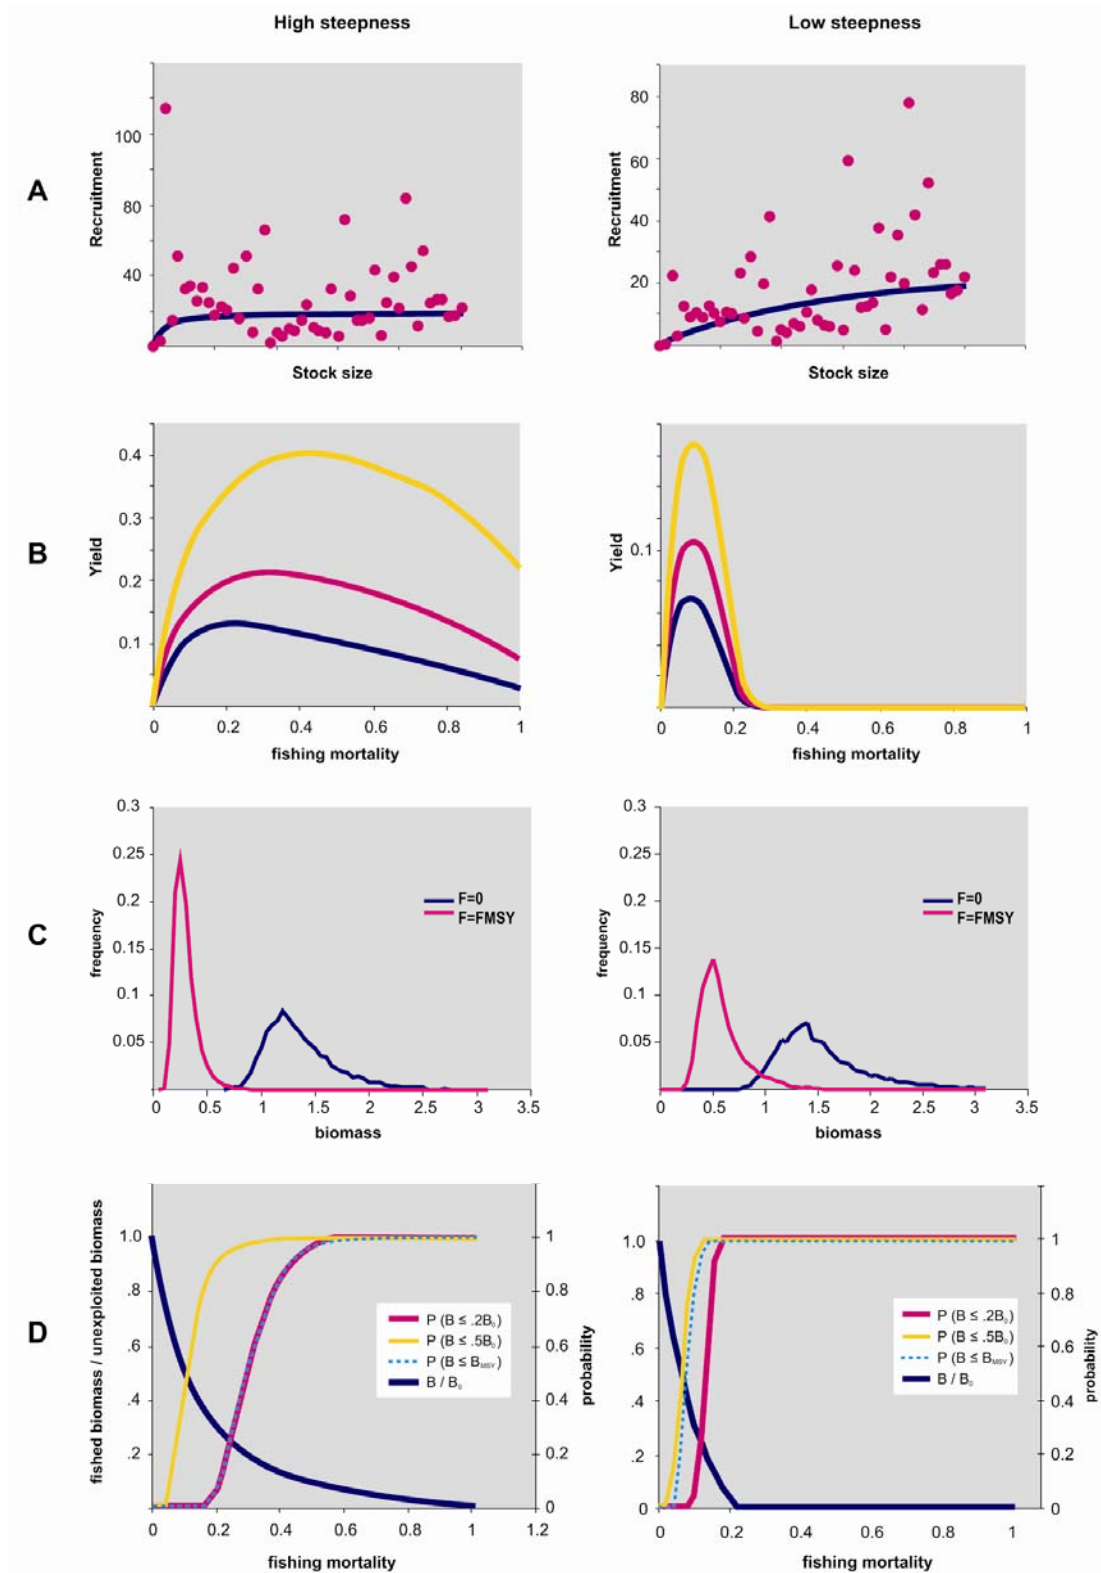 High steepness
Low steepness
A
Recruitment
100
80
40
Stock size
Recruitment
80
60
40
20
Stock size
B
Yield
0.4
0.3
0.2
0.1
0 0.2 0.4 0.6 0.8 1
fishing mortality
Yield
0.1
0 0.2 0.4 0.6 0.8 1
fishing mortality
C
frequency
0.3
0.25
0.2
0.15
0.1
0.05
F=0
F=FMSY
0 0.5 1 1.5 2 2.5 3 3.5
biomass
frequency
0.3
0.25
0.2
0.15
0.1
0.05
F=0
F=FMSY
0 0.5 1 1.5 2 2.5 3 3.5
biomass
D
fished biomass / unexploited biomass
1.0
.8
.6
.4
.2
0
P (B ≤ .2B₀)
P (B ≤ .5B₀)
P (B ≤ BMSY)
B / B₀
1
0.8
0.6
0.4
0.2
0
probability
0 0.2 0.4 0.6 0.8 1 1.2
fishing mortality
1.0
.8
.6
.4
.2
0
P (B ≤ .2B₀)
P (B ≤ .5B₀)
P (B ≤ BMSY)
B / B₀
1
0.8
0.6
0.4
0.2
0
probability
0 0.2 0.4 0.6 0.8 1
fishing mortality